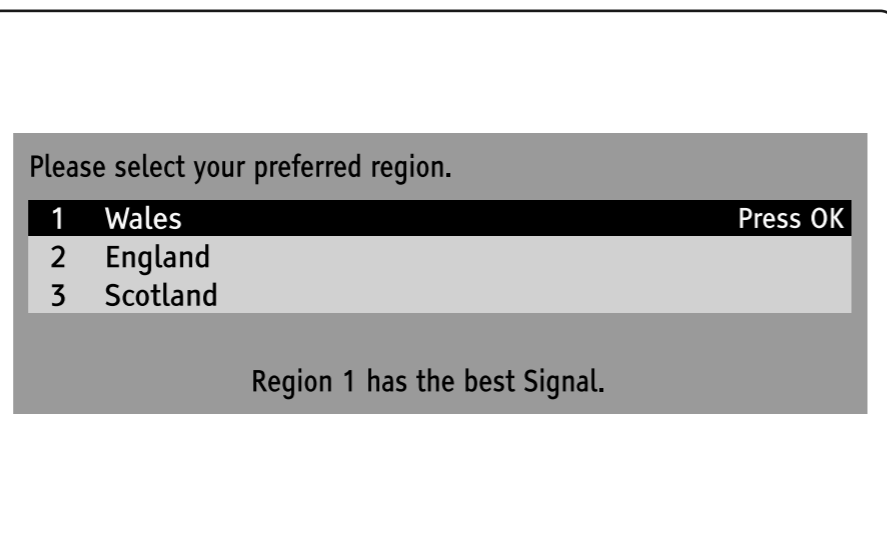 Please select your preferred region.
1 Wales Press OK
2 England
3 Scotland
Region 1 has the best Signal.